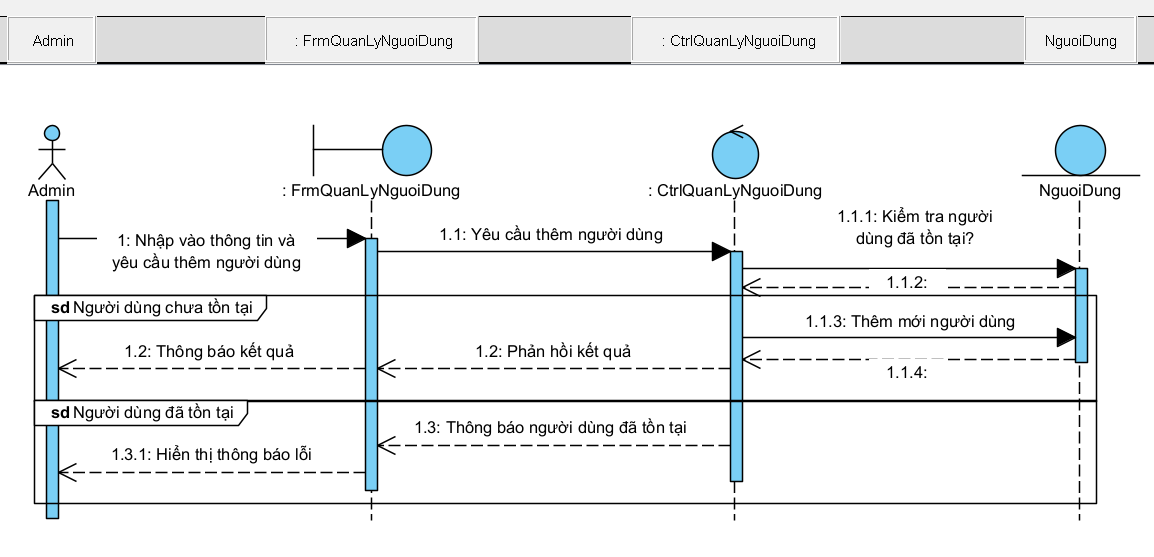 Admin
: FrmQuanLyNguoiDung
: CtrlQuanLyNguoiDung
NguoiDung
Admin
: FrmQuanLyNguoiDung
: CtrlQuanLyNguoiDung
NguoiDung
1.1.1: Kiểm tra người
dùng đã tồn tại?
1: Nhập vào thông tin và
yêu cầu thêm người dùng
1.1: Yêu cầu thêm người dùng
1.1.2:
sd Người dùng chưa tồn tại
1.1.3: Thêm mới người dùng
1.2: Thông báo kết quả
1.2: Phản hồi kết quả
1.1.4:
sd Người dùng đã tồn tại
1.3: Thông báo người dùng đã tồn tại
1.3.1: Hiển thị thông báo lỗi